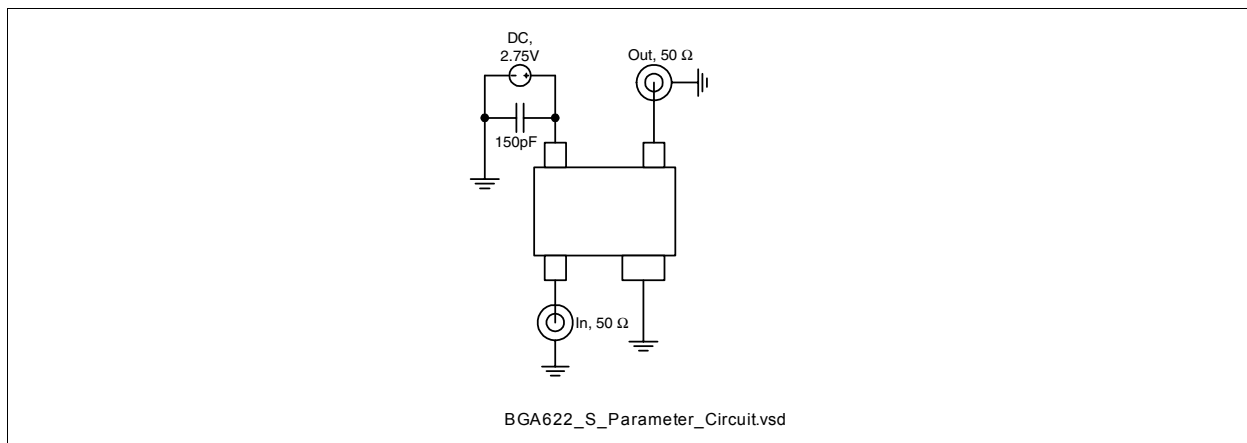 DC,
2.75V
Out, 50 Ω
- +
150pF
In, 50 Ω
BGA622_S_Parameter_Circuit.vsd